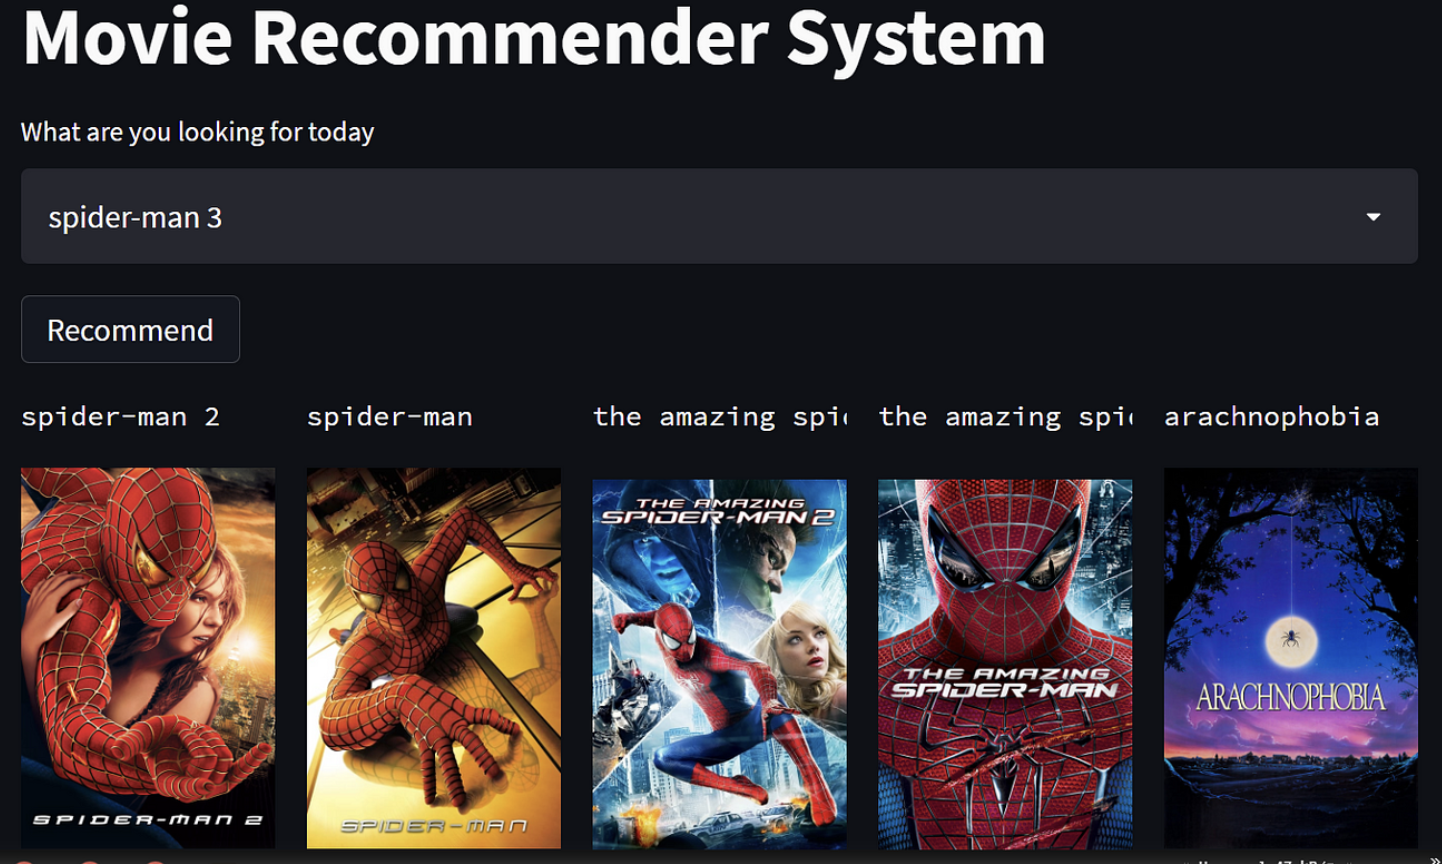 Movie Recommender System
What are you looking for today
spider-man 3
Recommend
spider-man 2
spider-man
the amazing spi
the amazing spi
arachnophobia
SPIDER-MAN 2
SPIDER-MAN
THE AMAZING
SPIDER-MAN 2
THE AMAZING
SPIDER-MAN
ARACHNOPHOBIA